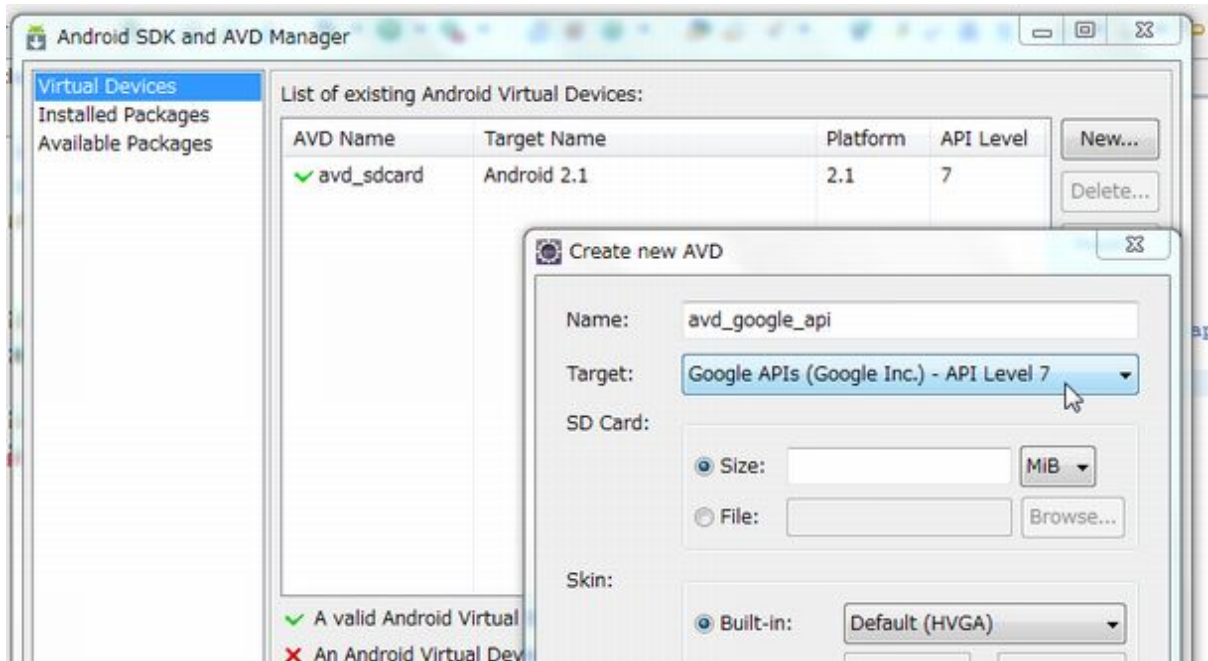 Android SDK and AVD Manager
Virtual Devices
Installed Packages
Available Packages
List of existing Android Virtual Devices:
AVD Name Target Name Platform API Level
avd_sdcard Android 2.1 2.1 7
New...
Delete...
Create new AVD
Name: avd_google_api
Target: Google APIs (Google Inc.) - API Level 7
SD Card:
Size: MiB
File: Browse...
Skin:
Built-in: Default (HVGA)
A valid Android Virtual
An Android Virtual Dev